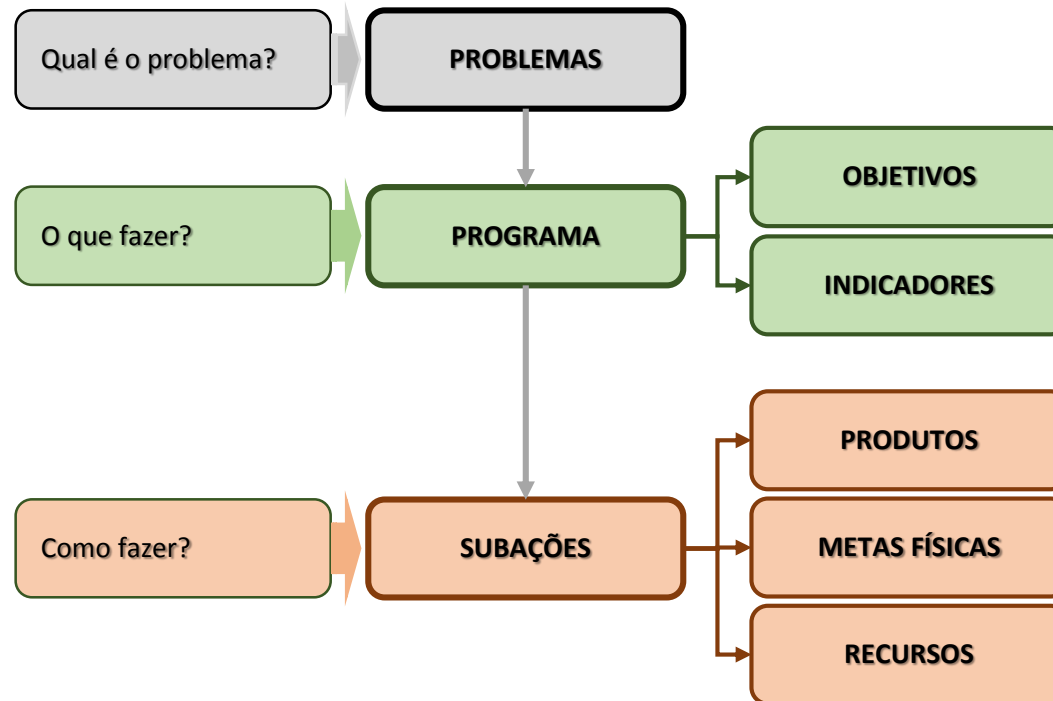 Qual é o problema?
PROBLEMAS
O que fazer?
PROGRAMA
OBJETIVOS
INDICADORES
Como fazer?
SUBAÇÕES
PRODUTOS
METAS FÍSICAS
RECURSOS